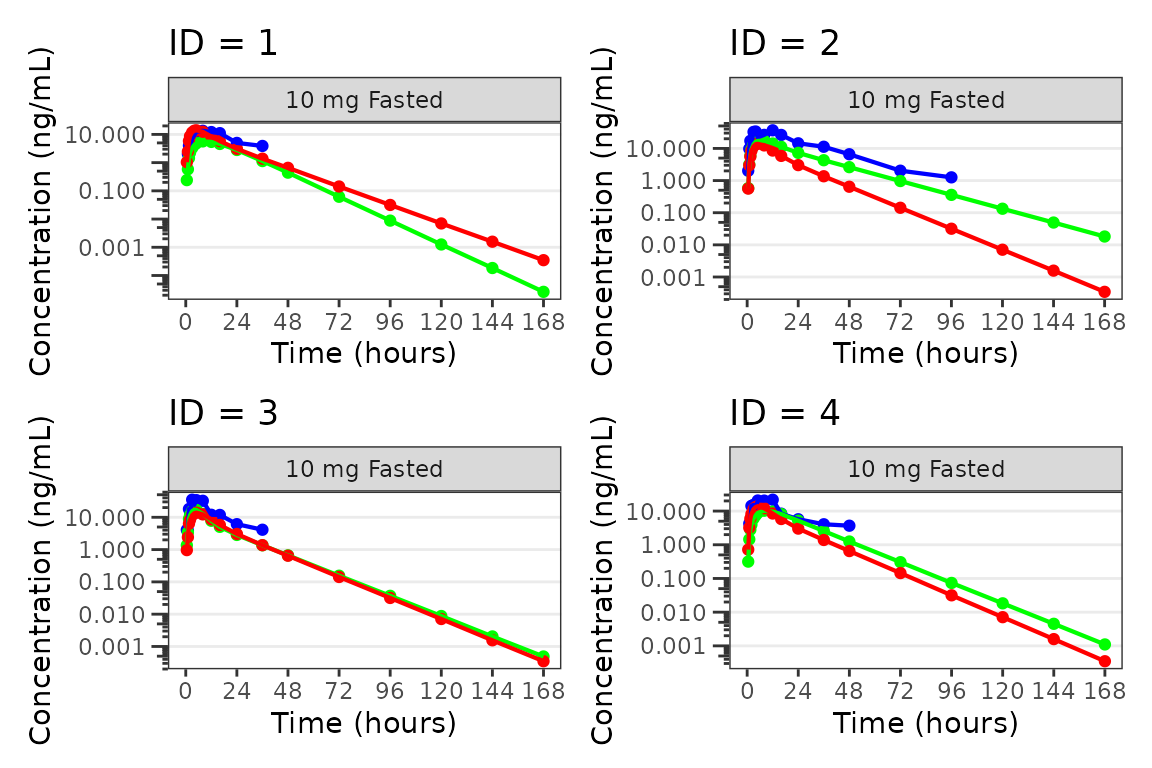 ID = 1
10 mg Fasted
Concentration (ng/mL)
10.000
0.100
0.001
0 24 48 72 96 120 144 168
Time (hours)
ID = 2
10 mg Fasted
Concentration (ng/mL)
10.000
1.000
0.100
0.010
0.001
0 24 48 72 96 120 144 168
Time (hours)
ID = 3
10 mg Fasted
Concentration (ng/mL)
10.000
1.000
0.100
0.010
0.001
0 24 48 72 96 120 144 168
Time (hours)
ID = 4
10 mg Fasted
Concentration (ng/mL)
10.000
1.000
0.100
0.010
0.001
0 24 48 72 96 120 144 168
Time (hours)